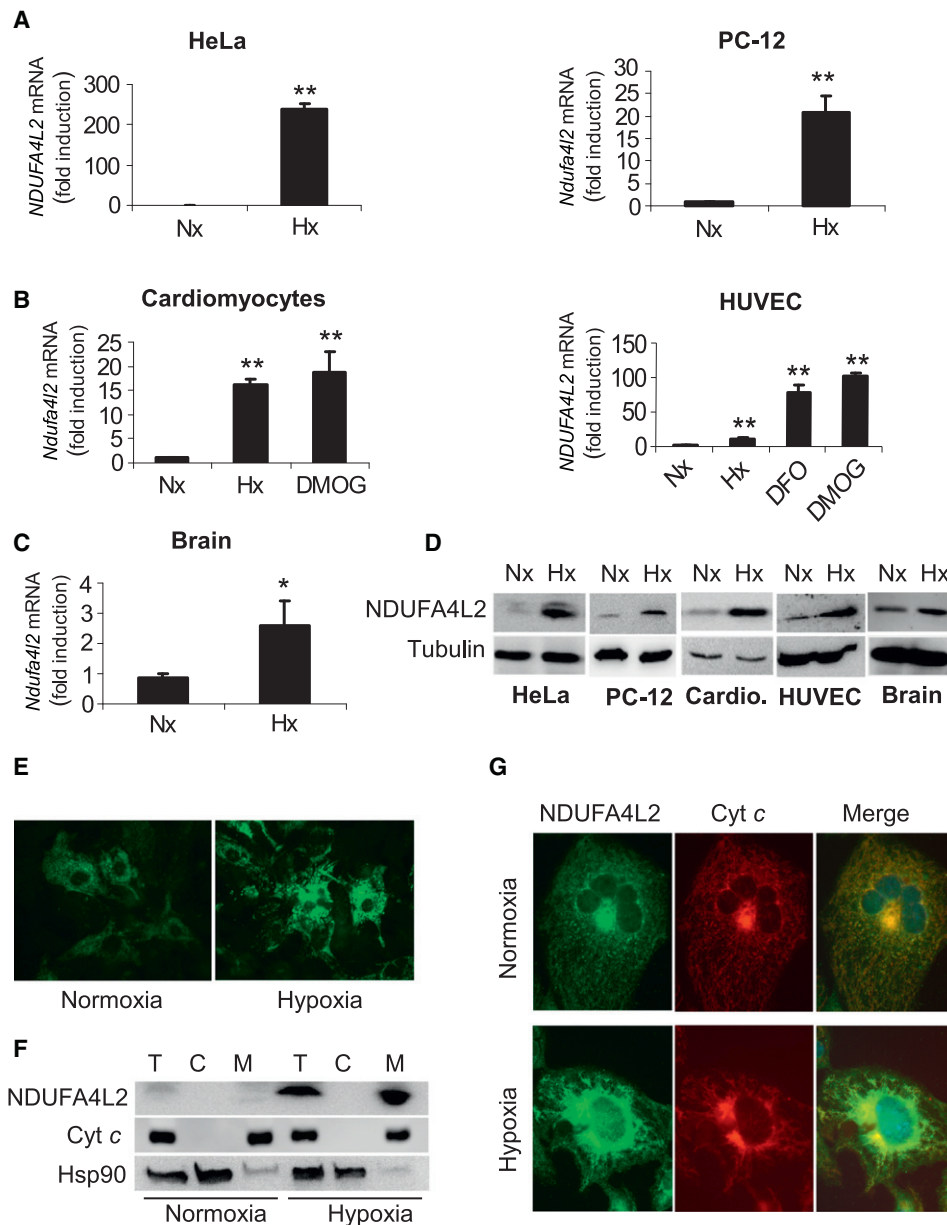 A
HeLa
NDUFA4L2 mRNA
(fold induction)
300
200
100
0
**
Nx
Hx
PC-12
Ndufa4l2 mRNA
(fold induction)
30
25
20
15
10
5
0
**
Nx
Hx
B
Cardiomyocytes
Ndufa4l2 mRNA
(fold induction)
25
20
15
10
5
0
**
**
Nx
Hx
DMOG
HUVEC
NDUFA4L2 mRNA
(fold induction)
150
100
50
0
**
**
**
Nx
Hx
DFO
DMOG
C
Brain
Ndufa4l2 mRNA
(fold induction)
4
3
2
1
0
*
Nx
Hx
D
Nx Hx Nx Hx Nx Hx Nx Hx Nx Hx
NDUFA4L2
Tubulin
HeLa PC-12 Cardio. HUVEC Brain
E
Normoxia
Hypoxia
F
T C M T C M
NDUFA4L2
Cyt c
Hsp90
Normoxia Hypoxia
G
NDUFA4L2 Cyt c Merge
Normoxia
Hypoxia